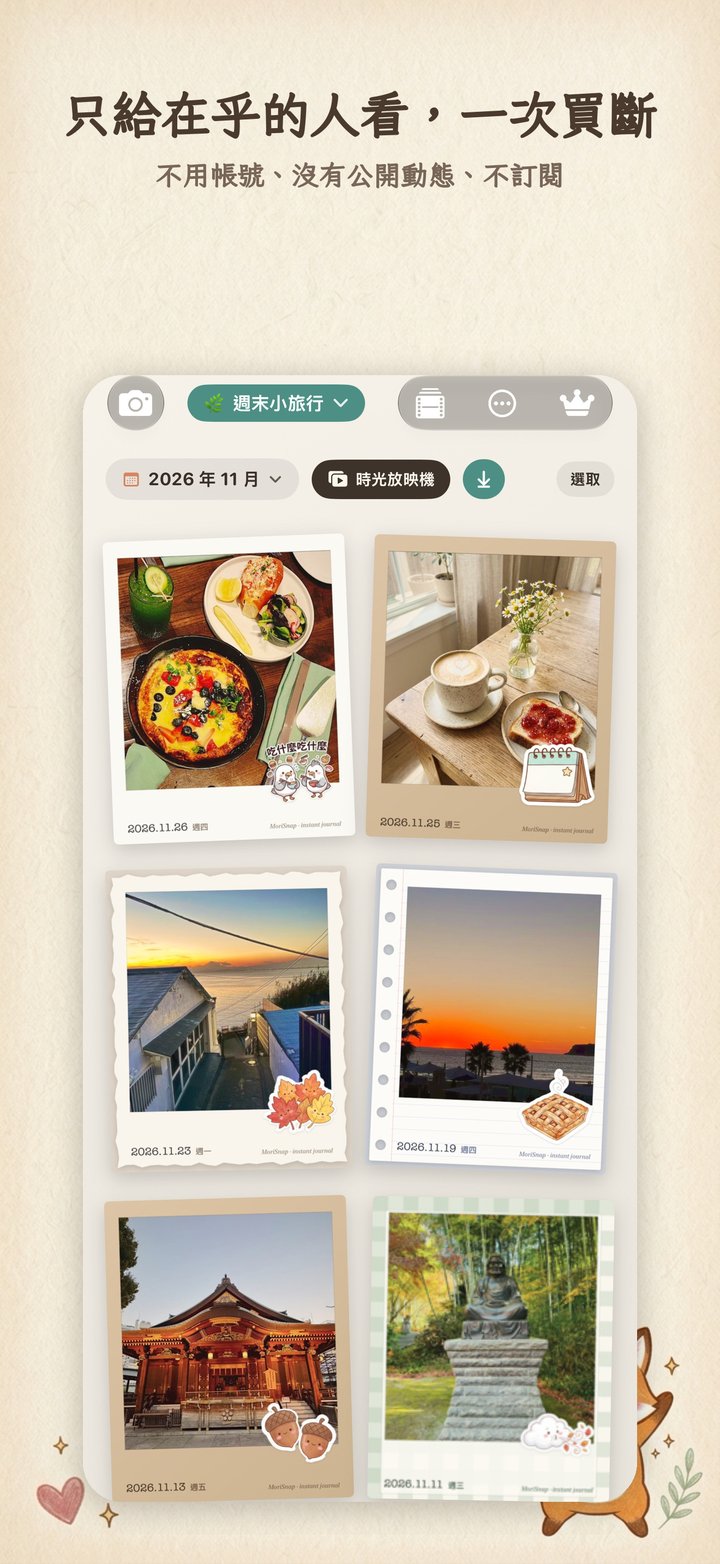 只給在乎的人看，一次買斷
不用帳號、沒有公開動態、不訂閱
週末小旅行
2026 年 11 月
時光放映機
選取
吃什麼吃什麼
2026.11.26 週四
MoriSnap · instant journal
2026.11.25 週三
MoriSnap · instant journal
2026.11.23 週一
MoriSnap · instant journal
2026.11.19 週四
MoriSnap · instant journal
2026.11.13 週五
MoriSnap · instant journal
2026.11.11 週三
MoriSnap · instant journal